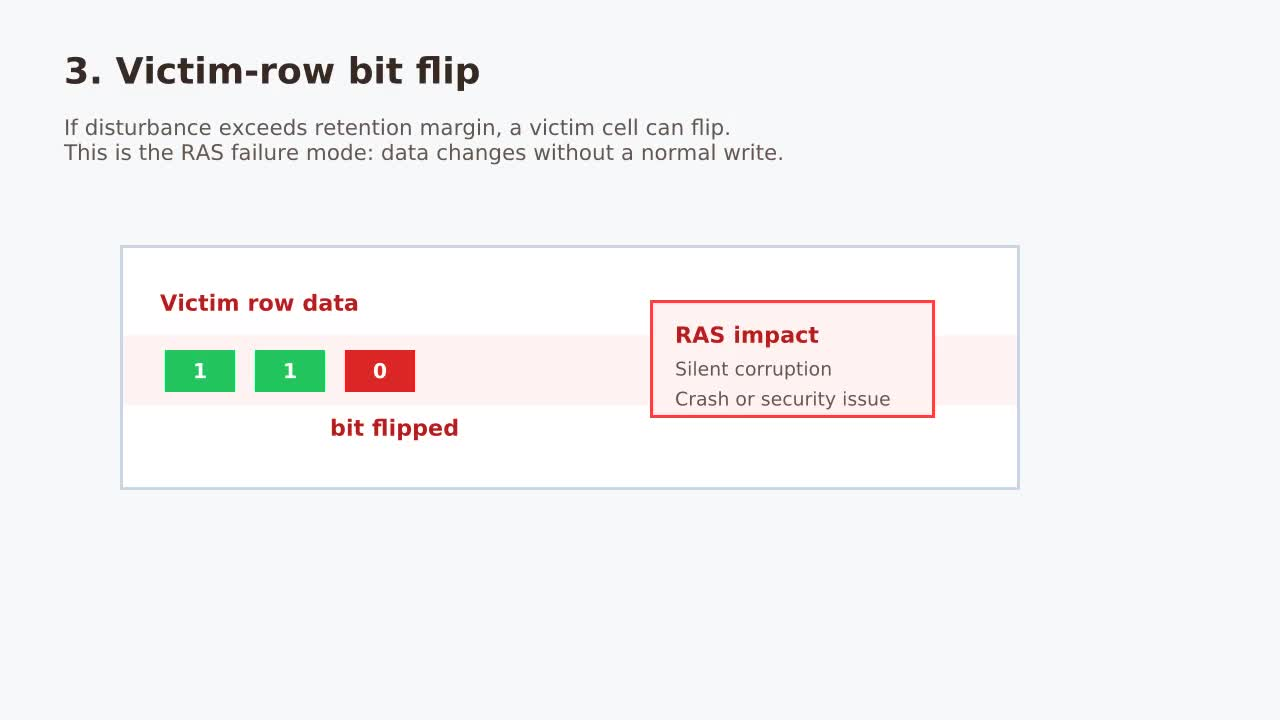 3. Victim-row bit flip
If disturbance exceeds retention margin, a victim cell can flip.
This is the RAS failure mode: data changes without a normal write.
Victim row data
1 1 0
bit flipped
RAS impact
Silent corruption
Crash or security issue